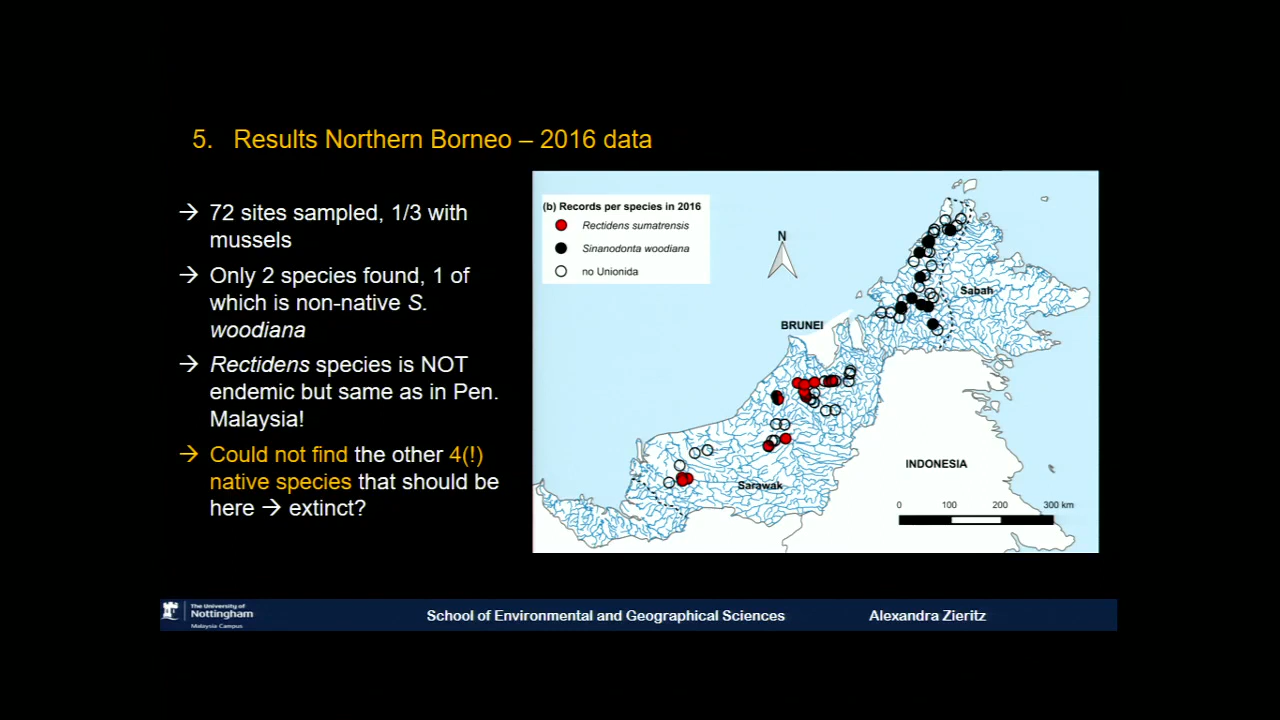 5. Results Northern Borneo – 2016 data
→ 72 sites sampled, 1/3 with
mussels
→ Only 2 species found, 1 of
which is non-native S.
woodiana
→ Rectidens species is NOT
endemic but same as in Pen.
Malaysia!
→ Could not find the other 4(!)
native species that should be
here → extinct?
(b) Records per species in 2016
Rectidens sumatrensis
Sinanodonta woodiana
no Unionida
N
Sabah
BRUNEI
INDONESIA
Sarawak
0 100 200 300 km
The University of
Nottingham
Malaysia Campus
School of Environmental and Geographical Sciences
Alexandra Zieritz